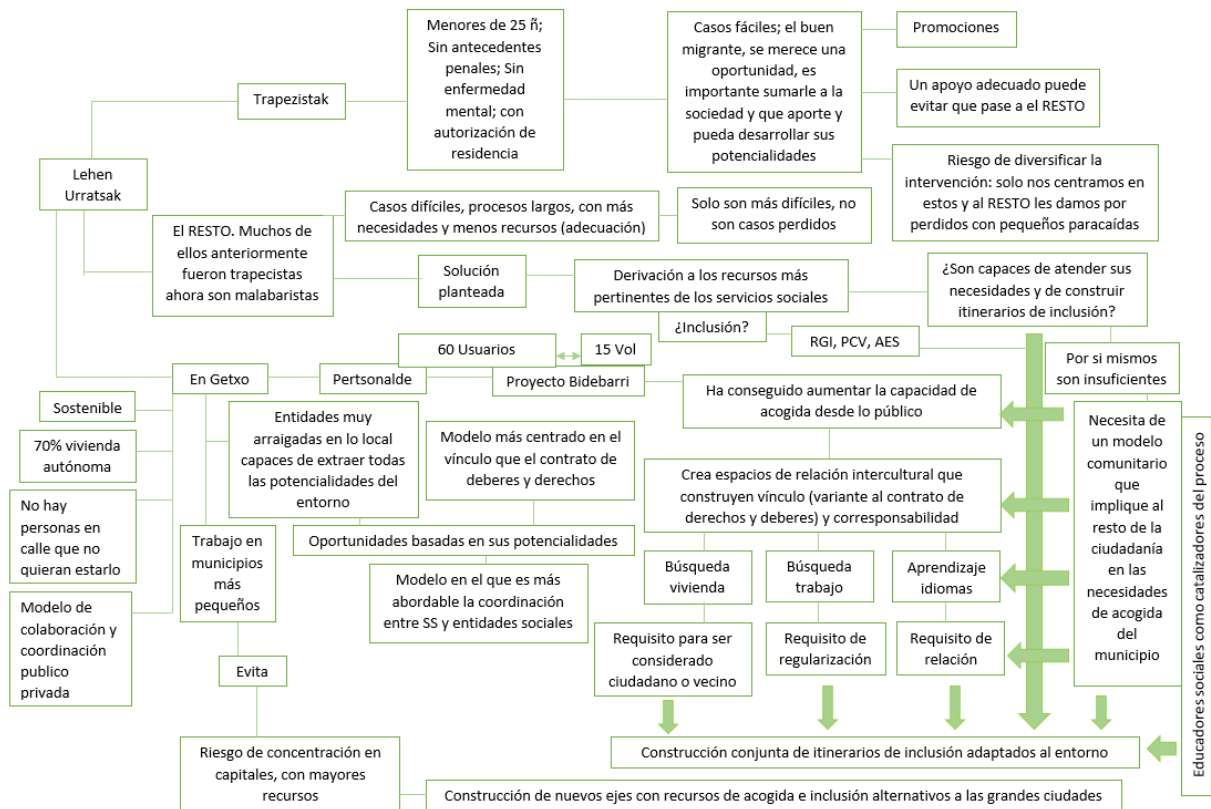 Menores de 25 ñ;
Sin antecedentes
penales; Sin
enfermedad
mental; con
autorización de
residencia
Casos fáciles; el buen
migrante, se merece una
oportunidad, es
importante sumarle a la
sociedad y que aporte y
pueda desarrollar sus
potencialidades
Promociones
Trapezistak
Un apoyo adecuado puede
evitar que pase a el RESTO
Riesgo de diversificar la
intervención: solo nos centramos en
estos y al RESTO les damos por
perdidos con pequeños paracaídas
Lehen
Urratsak
El RESTO. Muchos de
ellos anteriormente
fueron trapecistas
ahora son malabaristas
Casos difíciles, procesos largos, con más
necesidades y menos recursos (adecuación)
Solo son más difíciles, no
son casos perdidos
Solución
planteada
Derivación a los recursos más
pertinentes de los servicios sociales
¿Son capaces de atender sus
necesidades y de construir
itinerarios de inclusión?
¿Inclusión?
RGI, PCV, AES
Por si mismos
son insuficientes
60 Usuarios
15 Vol
En Getxo
Pertsonalde
Proyecto Bidebarri
Ha conseguido aumentar la capacidad de
acogida desde lo público
Sostenible
70% vivienda
autónoma
No hay
personas en
calle que no
quieran estarlo
Modelo de
colaboración y
coordinación publico
privada
Entidades muy
arraigadas en lo local
capaces de extraer todas
las potencialidades del
entorno
Modelo más centrado en el
vínculo que el contrato de
deberes y derechos
Crea espacios de relación intercultural que
construyen vínculo (variante al contrato de
derechos y deberes) y corresponsabilidad
Necesita de
un modelo
comunitario
que
implique al
resto de la
ciudadanía
en las
necesidades
de acogida
del
municipio
Educadores sociales como catalizadores del proceso
Trabajo en
municipios
más
pequeños
Oportunidades basadas en sus potencialidades
Modelo en el que es más
abordable la coordinación
entre SS y entidades sociales
Búsqueda
vivienda
Búsqueda
trabajo
Aprendizaje
idiomas
Requisito para ser
considerado
ciudadano o vecino
Requisito de
regularización
Requisito de
relación
Evita
Riesgo de concentración en
capitales, con mayores
recursos
Construcción conjunta de itinerarios de inclusión adaptados al entorno
Construcción de nuevos ejes con recursos de acogida e inclusión alternativos a las grandes ciudades